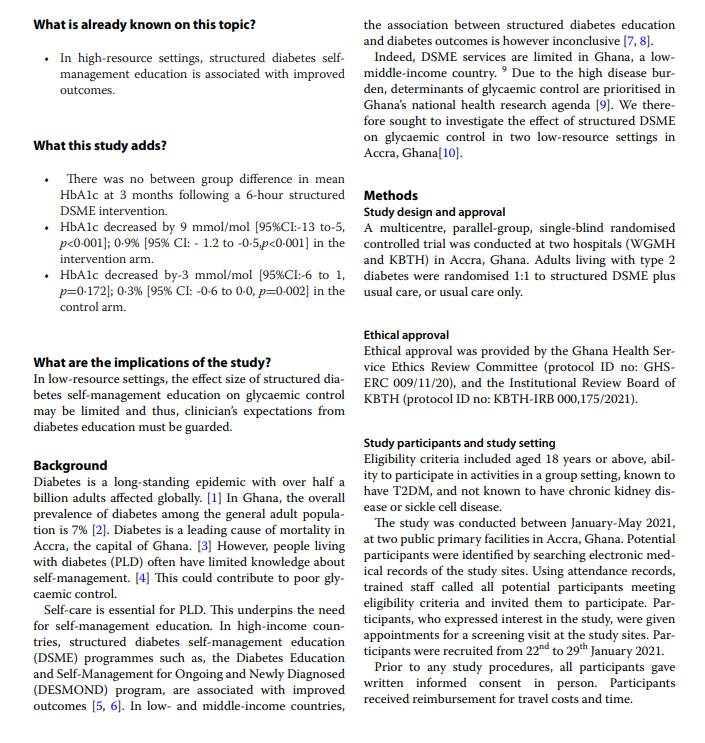 What is already known on this topic?
• In high-resource settings, structured diabetes self-
management education is associated with improved
outcomes.
What this study adds?
• There was no between group difference in mean
HbA1c at 3 months following a 6-hour structured
DSME intervention.
• HbA1c decreased by 9 mmol/mol [95%CI:-13 to-5,
p<0·001]; 0·9% [95% CI: - 1.2 to -0·5,p<0·001] in the
intervention arm.
• HbA1c decreased by-3 mmol/mol [95%CI:-6 to 1,
p=0·172]; 0·3% [95% CI: -0·6 to 0·0, p=0·002] in the
control arm.
What are the implications of the study?
In low-resource settings, the effect size of structured dia-
betes self-management education on glycaemic control
may be limited and thus, clinician's expectations from
diabetes education must be guarded.
Background
Diabetes is a long-standing epidemic with over half a
billion adults affected globally. [1] In Ghana, the overall
prevalence of diabetes among the general adult popula-
tion is 7% [2]. Diabetes is a leading cause of mortality in
Accra, the capital of Ghana. [3] However, people living
with diabetes (PLD) often have limited knowledge about
self-management. [4] This could contribute to poor gly-
caemic control.
Self-care is essential for PLD. This underpins the need
for self-management education. In high-income coun-
tries, structured diabetes self-management education
(DSME) programmes such as, the Diabetes Education
and Self-Management for Ongoing and Newly Diagnosed
(DESMOND) program, are associated with improved
outcomes [5, 6]. In low- and middle-income countries,
the association between structured diabetes education
and diabetes outcomes is however inconclusive [7, 8].
Indeed, DSME services are limited in Ghana, a low-
middle-income country. ⁹ Due to the high disease bur-
den, determinants of glycaemic control are prioritised in
Ghana's national health research agenda [9]. We there-
fore sought to investigate the effect of structured DSME
on glycaemic control in two low-resource settings in
Accra, Ghana[10].
Methods
Study design and approval
A multicentre, parallel-group, single-blind randomised
controlled trial was conducted at two hospitals (WGMH
and KBTH) in Accra, Ghana. Adults living with type 2
diabetes were randomised 1:1 to structured DSME plus
usual care, or usual care only.
Ethical approval
Ethical approval was provided by the Ghana Health Ser-
vice Ethics Review Committee (protocol ID no: GHS-
ERC 009/11/20), and the Institutional Review Board of
KBTH (protocol ID no: KBTH-IRB 000,175/2021).
Study participants and study setting
Eligibility criteria included aged 18 years or above, abil-
ity to participate in activities in a group setting, known to
have T2DM, and not known to have chronic kidney dis-
ease or sickle cell disease.
The study was conducted between January-May 2021,
at two public primary facilities in Accra, Ghana. Potential
participants were identified by searching electronic med-
ical records of the study sites. Using attendance records,
trained staff called all potential participants meeting
eligibility criteria and invited them to participate. Par-
ticipants, who expressed interest in the study, were given
appointments for a screening visit at the study sites. Par-
ticipants were recruited from 22nd to 29th January 2021.
Prior to any study procedures, all participants gave
written informed consent in person. Participants
received reimbursement for travel costs and time.